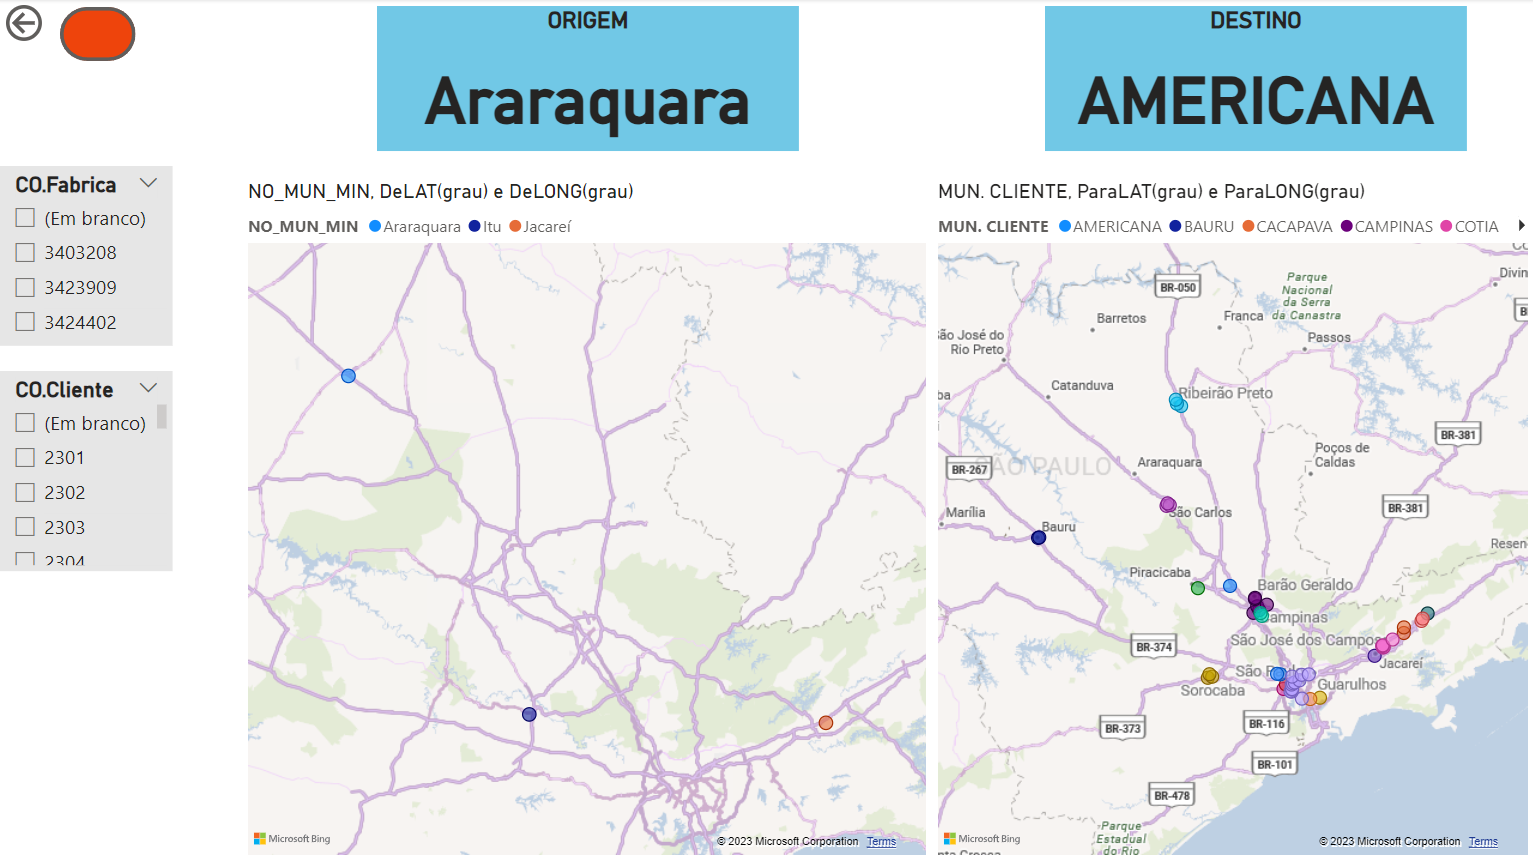 ORIGEM
Araraquara
DESTINO
AMERICANA
CO.Fabrica
(Em branco)
3403208
3423909
3424402
CO.Cliente
(Em branco)
2301
2302
2303
2304
NO_MUN_MIN, DeLAT(grau) e DeLONG(grau)
NO_MUN_MIN Araraquara Itu Jacareí
Microsoft Bing
© 2023 Microsoft Corporation Terms
MUN. CLIENTE, ParaLAT(grau) e ParaLONG(grau)
MUN. CLIENTE AMERICANA BAURU CACAPAVA CAMPINAS COTIA
Parque
Nacional
da Serra
da Canastra
Divin
BR-050
Barretos
Franca
Passos
São José do
Rio Preto
Catanduva
Ribeirão Preto
BR-381
Poços de
Caldas
SÃO PAULO
BR-267
Araraquara
BR-381
Marília
São Carlos
Bauru
Resen
Piracicaba
Barão Geraldo
Campinas
BR-374
São José dos Campos
Jacareí
Sorocaba
Guarulhos
BR-373
BR-116
BR-101
BR-478
Parque
Estadual
do Rio
Microsoft Bing
© 2023 Microsoft Corporation Terms